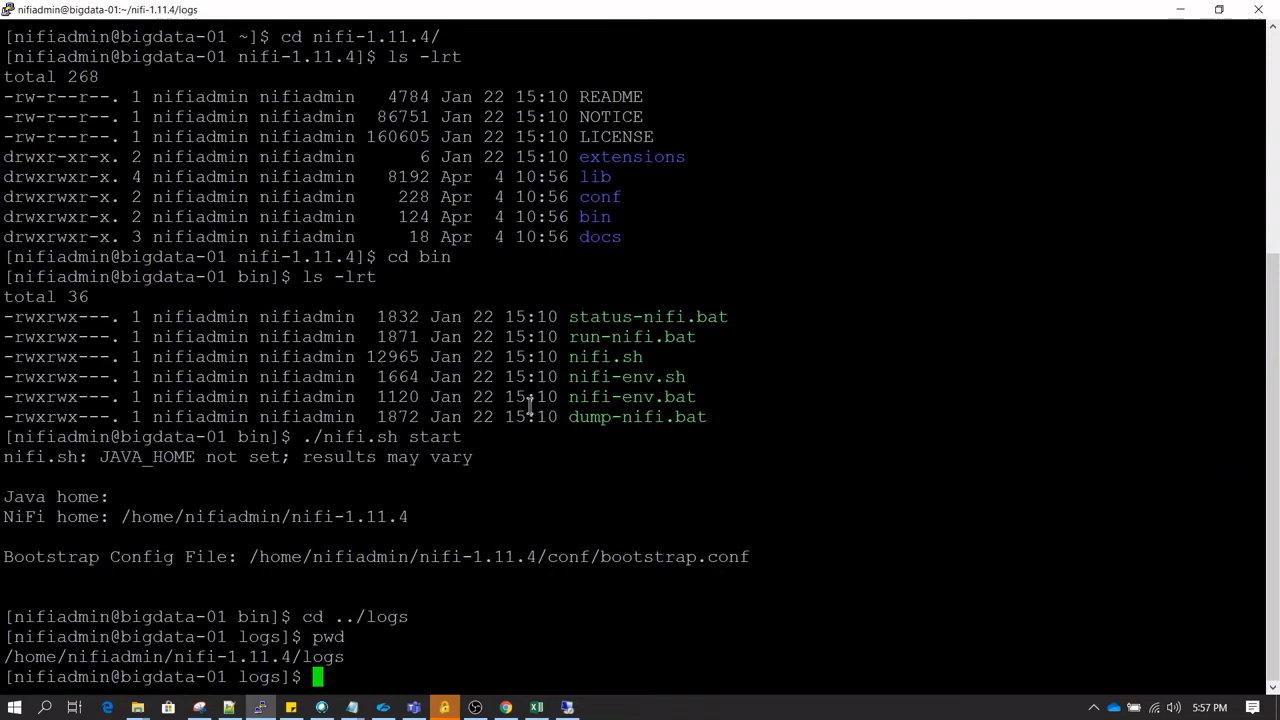 nifiadmin@bigdata-01:~/nifi-1.11.4/logs
[nifiadmin@bigdata-01 ~]$ cd nifi-1.11.4/
[nifiadmin@bigdata-01 nifi-1.11.4]$ ls -lrt
total 268
-rw-r--r--. 1 nifiadmin nifiadmin   4784 Jan 22 15:10 README
-rw-r--r--. 1 nifiadmin nifiadmin  86751 Jan 22 15:10 NOTICE
-rw-r--r--. 1 nifiadmin nifiadmin 160605 Jan 22 15:10 LICENSE
drwxr-xr-x. 2 nifiadmin nifiadmin      6 Jan 22 15:10 extensions
drwxrwxr-x. 4 nifiadmin nifiadmin   8192 Apr  4 10:56 lib
drwxrwxr-x. 2 nifiadmin nifiadmin    228 Apr  4 10:56 conf
drwxrwxr-x. 2 nifiadmin nifiadmin    124 Apr  4 10:56 bin
drwxrwxr-x. 3 nifiadmin nifiadmin     18 Apr  4 10:56 docs
[nifiadmin@bigdata-01 nifi-1.11.4]$ cd bin
[nifiadmin@bigdata-01 bin]$ ls -lrt
total 36
-rwxrwx---. 1 nifiadmin nifiadmin  1832 Jan 22 15:10 status-nifi.bat
-rwxrwx---. 1 nifiadmin nifiadmin  1871 Jan 22 15:10 run-nifi.bat
-rwxrwx---. 1 nifiadmin nifiadmin 12965 Jan 22 15:10 nifi.sh
-rwxrwx---. 1 nifiadmin nifiadmin  1664 Jan 22 15:10 nifi-env.sh
-rwxrwx---. 1 nifiadmin nifiadmin  1120 Jan 22 15:10 nifi-env.bat
-rwxrwx---. 1 nifiadmin nifiadmin  1872 Jan 22 15:10 dump-nifi.bat
[nifiadmin@bigdata-01 bin]$ ./nifi.sh start
nifi.sh: JAVA_HOME not set; results may vary
Java home:
NiFi home: /home/nifiadmin/nifi-1.11.4
Bootstrap Config File: /home/nifiadmin/nifi-1.11.4/conf/bootstrap.conf
[nifiadmin@bigdata-01 bin]$ cd ../logs
[nifiadmin@bigdata-01 logs]$ pwd
/home/nifiadmin/nifi-1.11.4/logs
[nifiadmin@bigdata-01 logs]$
5:57 PM